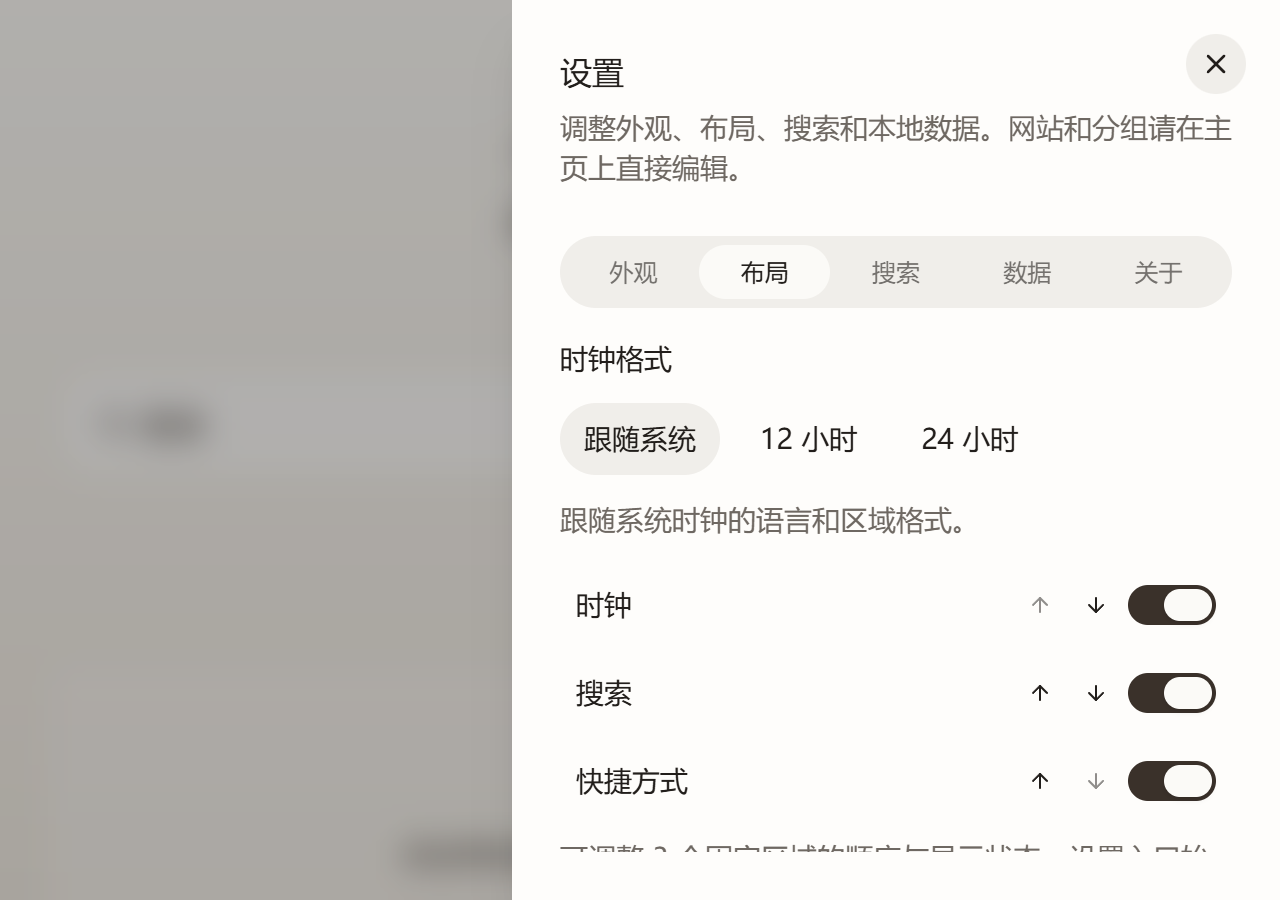 设置
调整外观、布局、搜索和本地数据。网站和分组请在主
页上直接编辑。
外观 布局 搜索 数据 关于
时钟格式
跟随系统 12 小时 24 小时
跟随系统时钟的语言和区域格式。
时钟
搜索
快捷方式